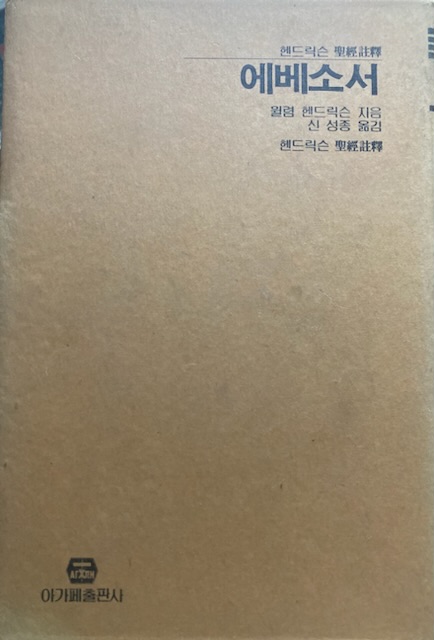 헨드릭슨 聖經註釋
에베소서
윌렴 헨드릭슨 지음
신 성종 옮김
헨드릭슨 聖經註釋
아가페출판사